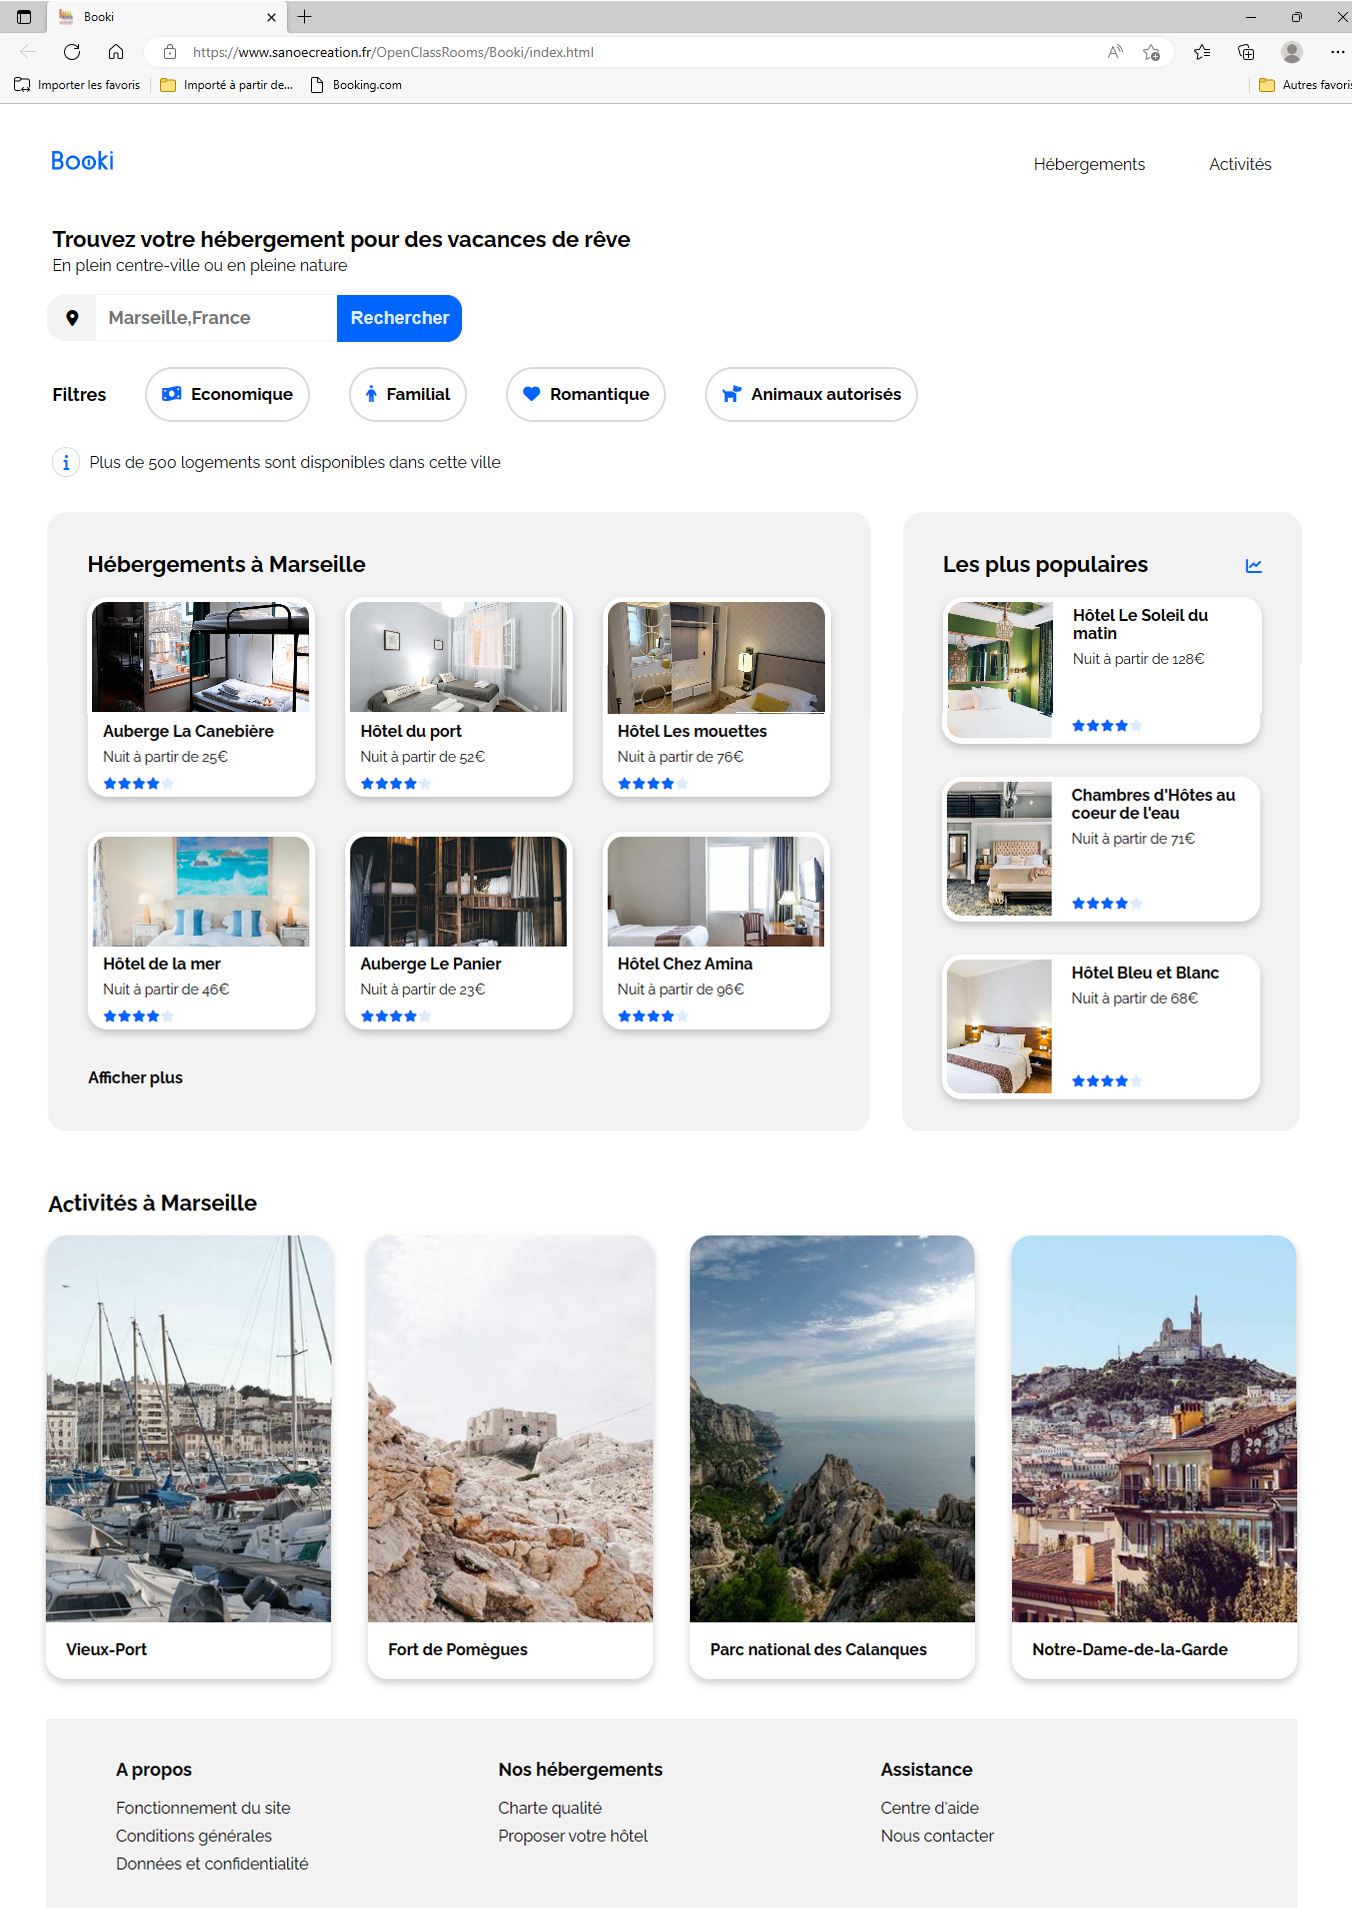 Booki
https://www.sanoecreation.fr/OpenClassRooms/Booki/index.html
Importer les favoris
Importé à partir de...
Booking.com
Autres favoris
Booki
Hébergements
Activités
Trouvez votre hébergement pour des vacances de rêve
En plein centre-ville ou en pleine nature
Marseille,France
Rechercher
Filtres
Economique
Familial
Romantique
Animaux autorisés
Plus de 500 logements sont disponibles dans cette ville
Hébergements à Marseille
Auberge La Canebière
Nuit à partir de 25€
Hôtel du port
Nuit à partir de 52€
Hôtel Les mouettes
Nuit à partir de 76€
Hôtel de la mer
Nuit à partir de 46€
Auberge Le Panier
Nuit à partir de 23€
Hôtel Chez Amina
Nuit à partir de 96€
Afficher plus
Les plus populaires
Hôtel Le Soleil du
matin
Nuit à partir de 128€
Chambres d'Hôtes au
coeur de l'eau
Nuit à partir de 71€
Hôtel Bleu et Blanc
Nuit à partir de 68€
Activités à Marseille
Vieux-Port
Fort de Pomègues
Parc national des Calanques
Notre-Dame-de-la-Garde
A propos
Fonctionnement du site
Conditions générales
Données et confidentialité
Nos hébergements
Charte qualité
Proposer votre hôtel
Assistance
Centre d'aide
Nous contacter